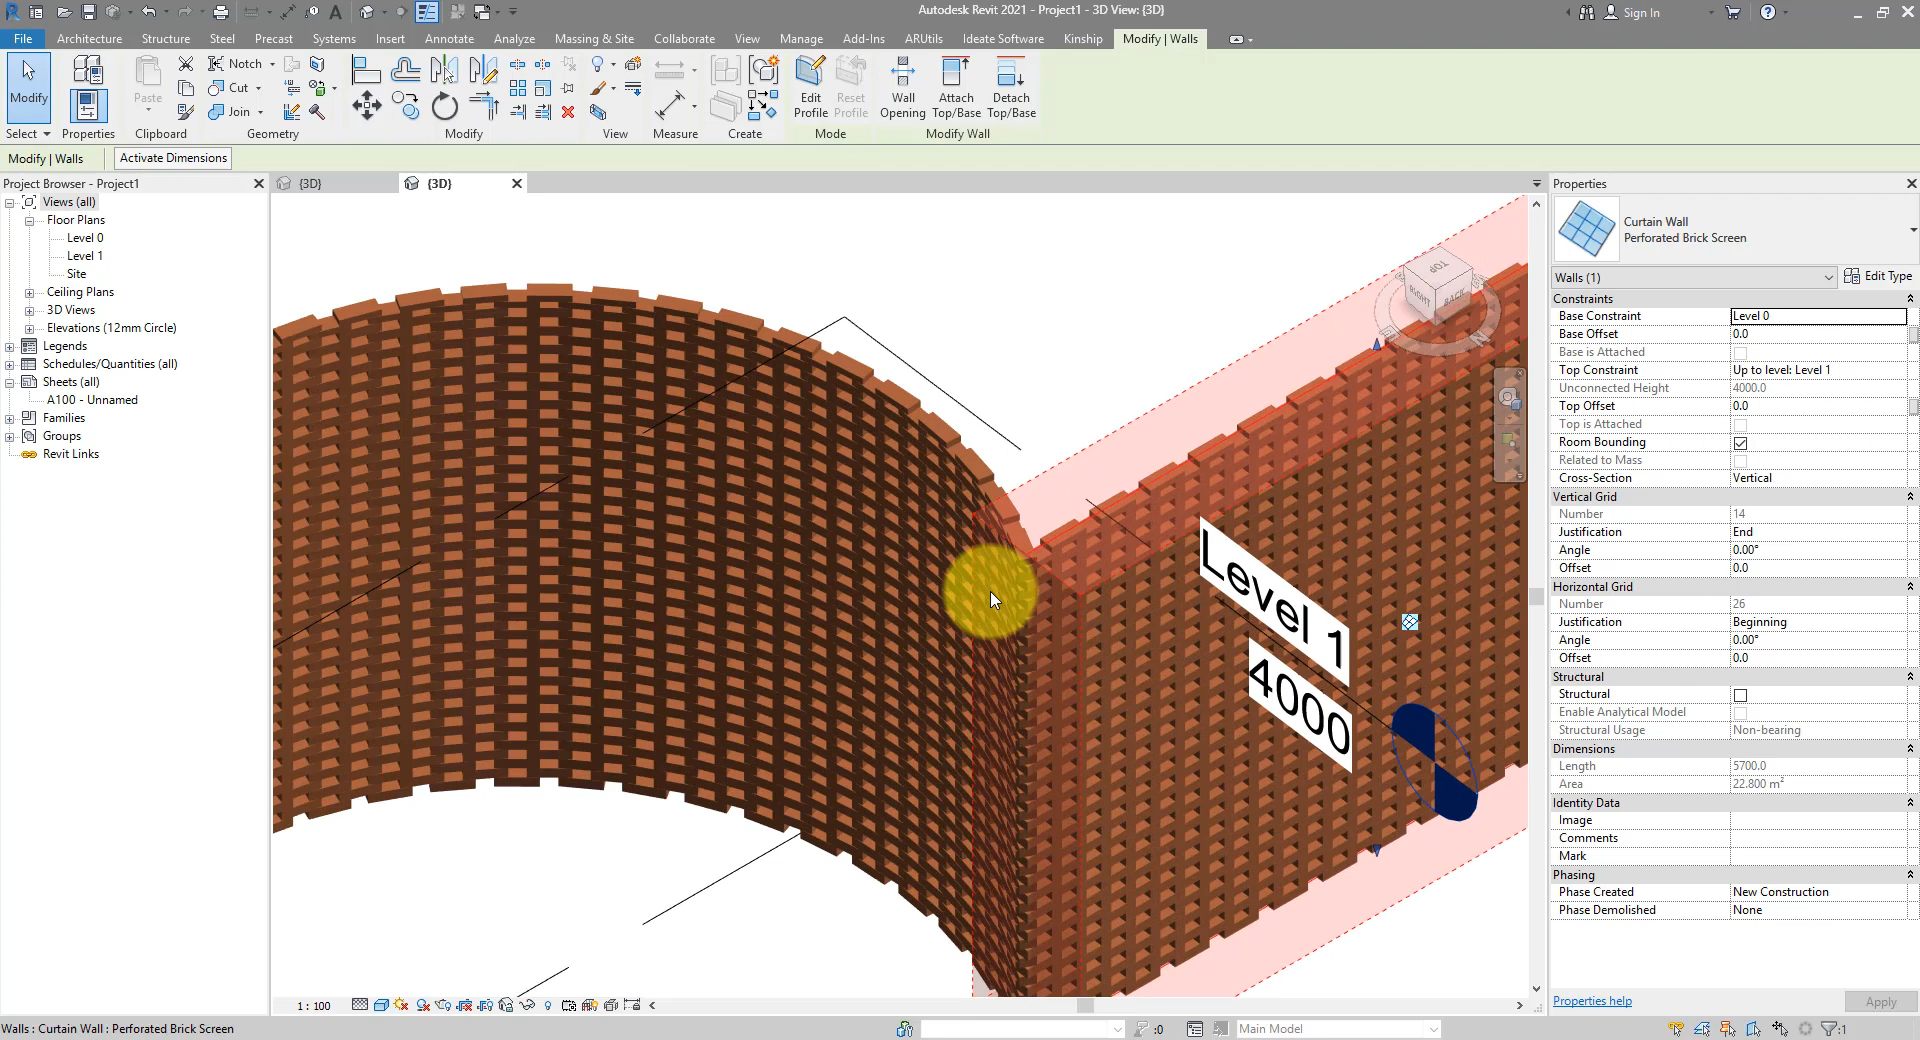 Autodesk Revit 2021 - Project1 - 3D View: {3D}
Sign In
File
Architecture
Structure
Steel
Precast
Systems
Insert
Annotate
Analyze
Massing & Site
Collaborate
View
Manage
Add-Ins
ARUtils
Ideate Software
Kinship
Modify | Walls
Modify
Paste
Notch
Cut
Join
Edit
Profile
Reset
Profile
Wall
Opening
Attach
Top/Base
Detach
Top/Base
Select
Properties
Clipboard
Geometry
Modify
View
Measure
Create
Mode
Modify Wall
Modify | Walls
Activate Dimensions
Project Browser - Project1
Views (all)
Floor Plans
Level 0
Level 1
Site
Ceiling Plans
3D Views
Elevations (12mm Circle)
Legends
Schedules/Quantities (all)
Sheets (all)
A100 - Unnamed
Families
Groups
Revit Links
{3D}
{3D}
TOP
RIGHT
BACK
N
Level 1
4000
Properties
Curtain Wall
Perforated Brick Screen
Walls (1)
Edit Type
Constraints
Base Constraint Level 0
Base Offset 0.0
Base is Attached
Top Constraint Up to level: Level 1
Unconnected Height 4000.0
Top Offset 0.0
Top is Attached
Room Bounding
Related to Mass
Cross-Section Vertical
Vertical Grid
Number 14
Justification End
Angle 0.00°
Offset 0.0
Horizontal Grid
Number 26
Justification Beginning
Angle 0.00°
Offset 0.0
Structural
Structural
Enable Analytical Model
Structural Usage Non-bearing
Dimensions
Length 5700.0
Area 22.800 m²
Identity Data
Image
Comments
Mark
Phasing
Phase Created New Construction
Phase Demolished None
Properties help
Apply
1 : 100
Walls : Curtain Wall : Perforated Brick Screen
:0
Main Model
:1